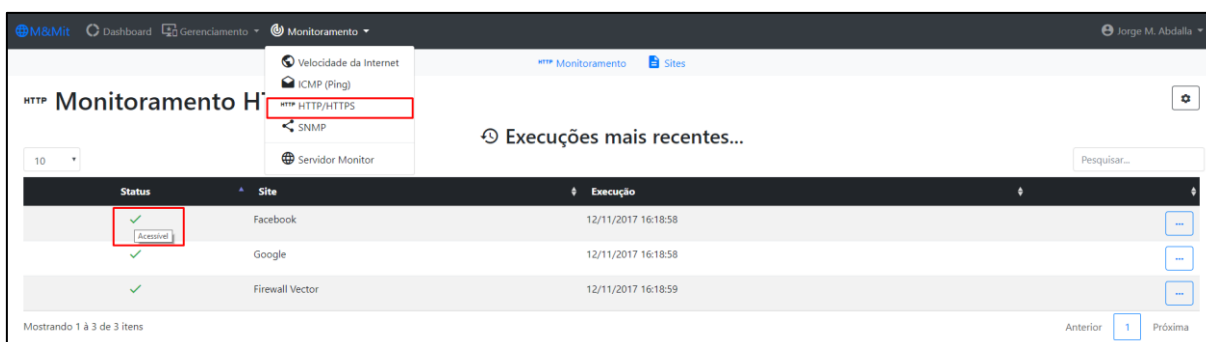 M&Mit Dashboard Gerenciamento Monitoramento Jorge M. Abdalla
Velocidade da Internet
ICMP (Ping)
HTTP HTTP/HTTPS
SNMP
Servidor Monitor
HTTP Monitoramento Sites
HTTP Monitoramento HT
Execuções mais recentes...
10 Pesquisar...
Status Site Execução
Facebook 12/11/2017 16:18:58 ...
Acessível
Google 12/11/2017 16:18:58 ...
Firewall Vector 12/11/2017 16:18:59 ...
Mostrando 1 à 3 de 3 itens Anterior 1 Próxima